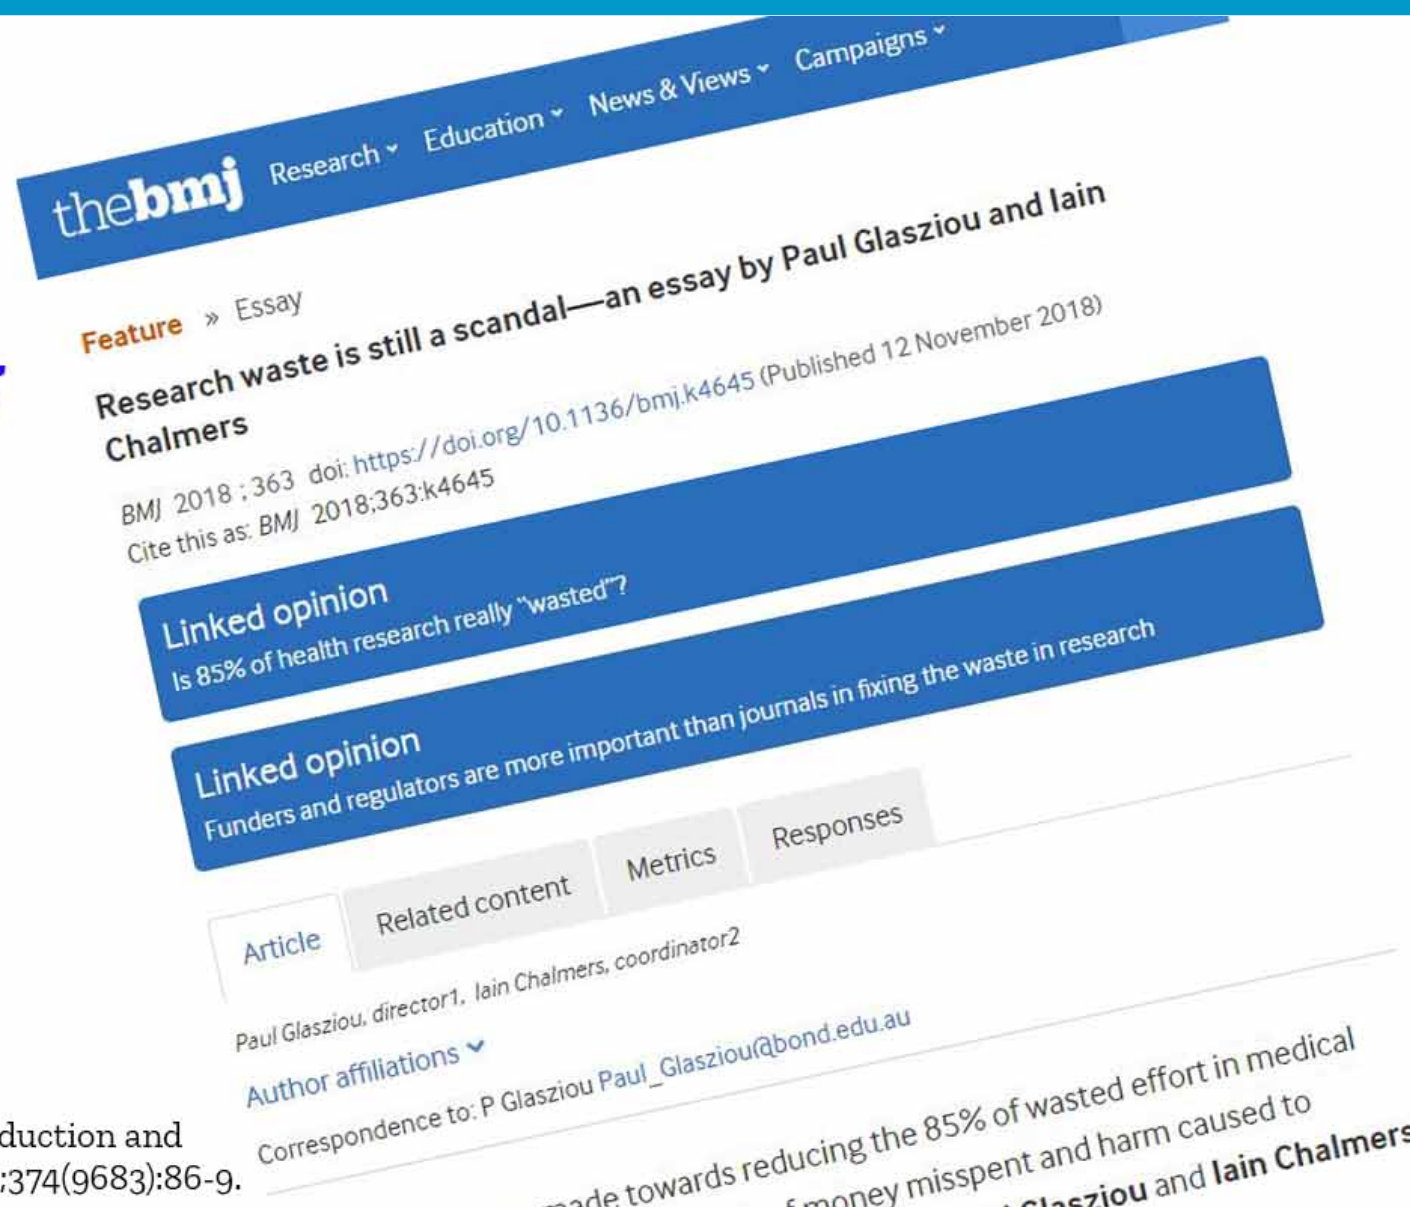 thebmj Research Education News & Views Campaigns
Feature » Essay
Research waste is still a scandal—an essay by Paul Glasziou and Iain
Chalmers
BMJ 2018 ; 363 doi: https://doi.org/10.1136/bmj.k4645 (Published 12 November 2018)
Cite this as: BMJ 2018;363:k4645
Linked opinion
Is 85% of health research really "wasted"?
Linked opinion
Funders and regulators are more important than journals in fixing the waste in research
Article Related content Metrics Responses
Paul Glasziou, director1, Iain Chalmers, coordinator2
Author affiliations
Correspondence to: P Glasziou Paul_Glasziou@bond.edu.au
towards reducing the 85% of wasted effort in medical
money misspent and harm caused to
Glasziou and Iain Chalmers
and
;374(9683):86-9.